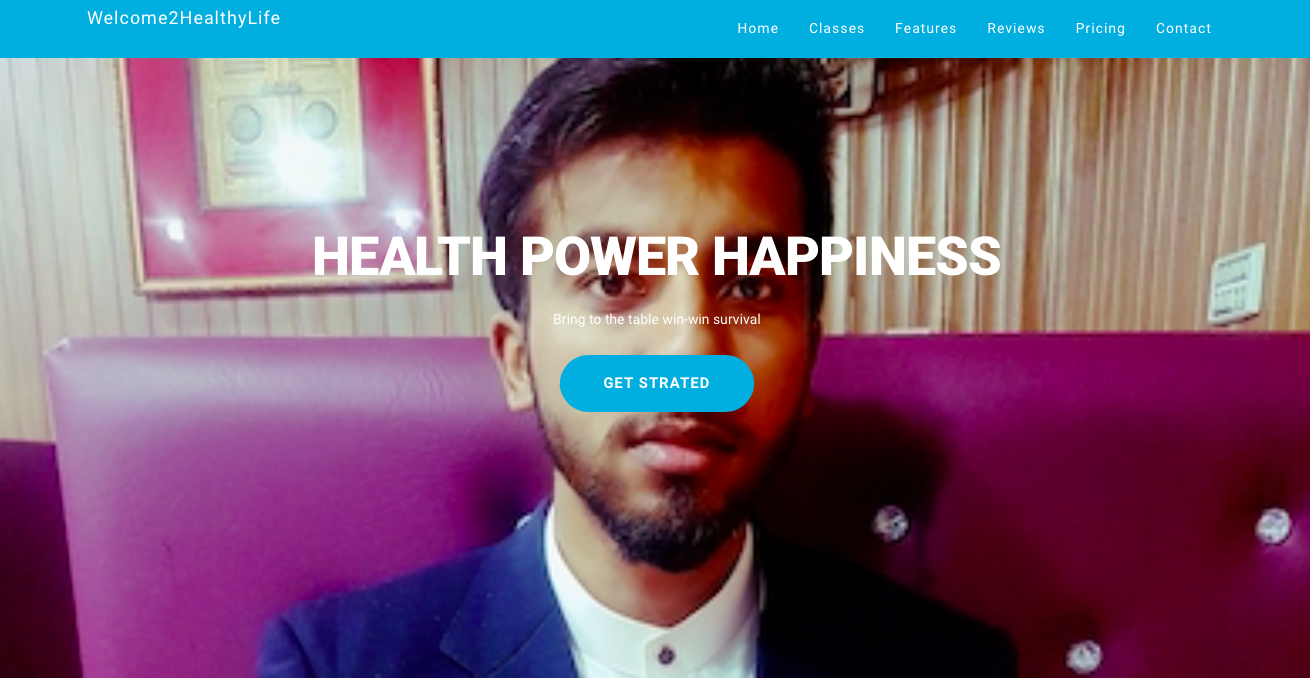 Welcome2HealthyLife
Home Classes Features Reviews Pricing Contact
HEALTH POWER HAPPINESS
Bring to the table win-win survival
GET STRATED